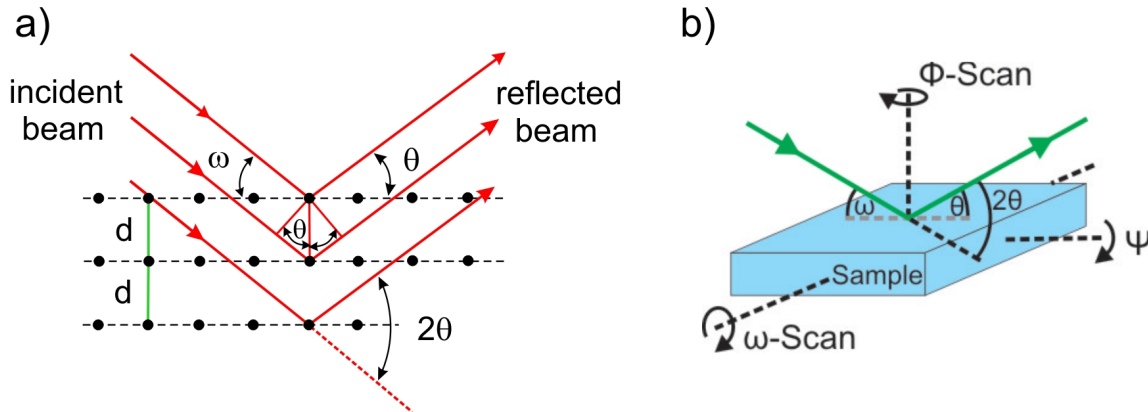 a)
incident
beam
reflected
beam
ω
θ
θ
d
d
2θ
b)
Φ-Scan
ω
θ
2θ
Ψ
Sample
ω-Scan